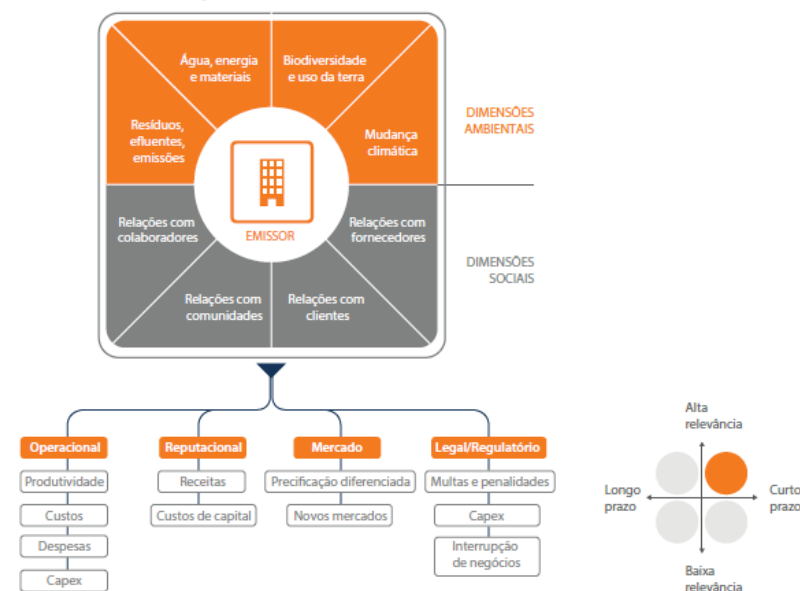 Água, energia
e materiais
Biodiversidade
e uso da terra
Resíduos,
efluentes,
emissões
Mudança
climática
DIMENSÕES
AMBIENTAIS
EMISSOR
Relações com
colaboradores
Relações com
fornecedores
Relações com
comunidades
Relações com
clientes
DIMENSÕES
SOCIAIS
Operacional
Produtividade
Custos
Despesas
Capex
Reputacional
Receitas
Custos de capital
Mercado
Precificação diferenciada
Novos mercados
Legal/Regulatório
Multas e penalidades
Capex
Interrupção
de negócios
Alta
relevância
Longo
prazo
Curto
prazo
Baixa
relevância